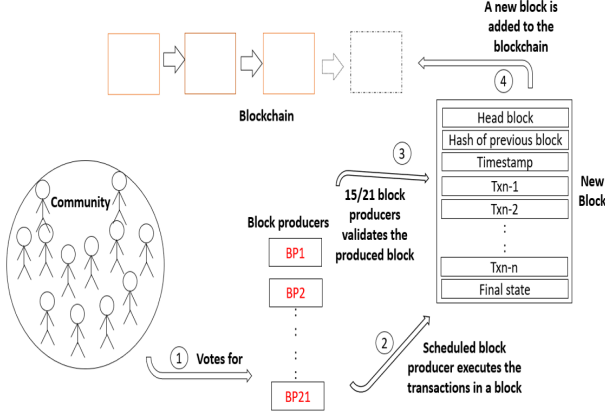 A new block is
added to the
blockchain
4
Blockchain
Head block
Hash of previous block
Timestamp
Txn-1
Txn-2
:
:
Txn-n
Final state
New
Block
3
15/21 block
producers
validates the
produced block
Community
Block producers
BP1
BP2
BP21
1 Votes for
2
Scheduled block
producer executes the
transactions in a block